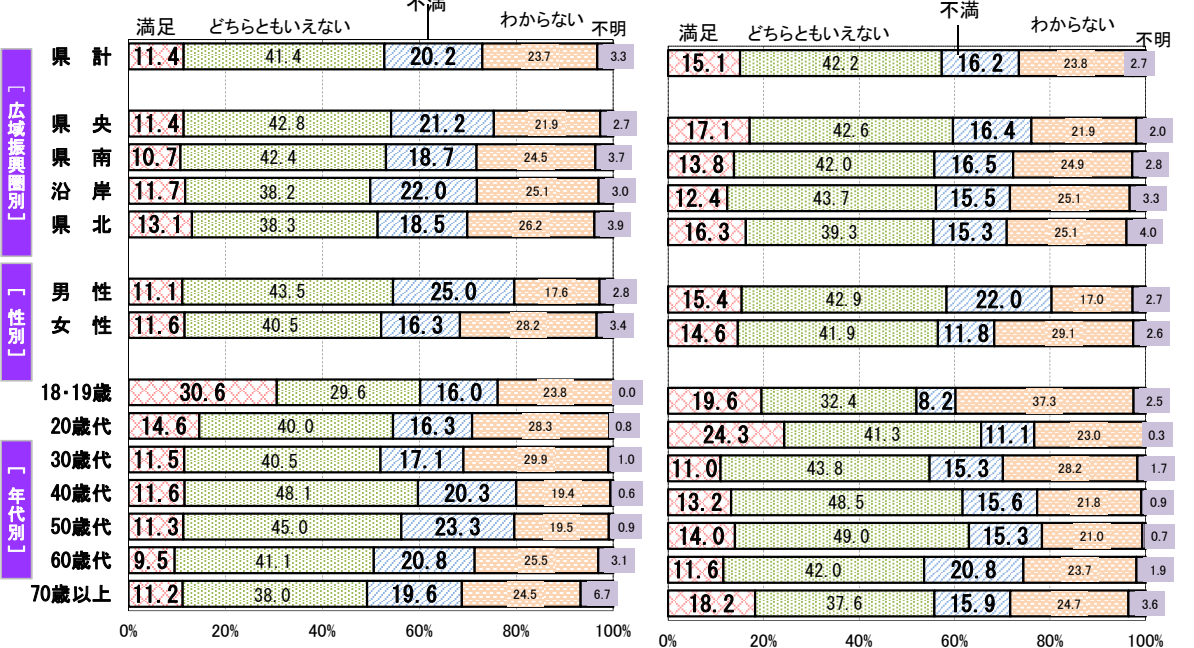 不満
不満
満足 どちらともいえない わからない 不明
満足 どちらともいえない わからない 不明
[広域振興圏別]
県 計 11.4 41.4 20.2 23.7 3.3 15.1 42.2 16.2 23.8 2.7
県 央 11.4 42.8 21.2 21.9 2.7 17.1 42.6 16.4 21.9 2.0
県 南 10.7 42.4 18.7 24.5 3.7 13.8 42.0 16.5 24.9 2.8
沿 岸 11.7 38.2 22.0 25.1 3.0 12.4 43.7 15.5 25.1 3.3
県 北 13.1 38.3 18.5 26.2 3.9 16.3 39.3 15.3 25.1 4.0
[性別]
男 性 11.1 43.5 25.0 17.6 2.8 15.4 42.9 22.0 17.0 2.7
女 性 11.6 40.5 16.3 28.2 3.4 14.6 41.9 11.8 29.1 2.6
[年代別]
18・19歳 30.6 29.6 16.0 23.8 0.0 19.6 32.4 8.2 37.3 2.5
20歳代 14.6 40.0 16.3 28.3 0.8 24.3 41.3 11.1 23.0 0.3
30歳代 11.5 40.5 17.1 29.9 1.0 11.0 43.8 15.3 28.2 1.7
40歳代 11.6 48.1 20.3 19.4 0.6 13.2 48.5 15.6 21.8 0.9
50歳代 11.3 45.0 23.3 19.5 0.9 14.0 49.0 15.3 21.0 0.7
60歳代 9.5 41.1 20.8 25.5 3.1 11.6 42.0 20.8 23.7 1.9
70歳以上 11.2 38.0 19.6 24.5 6.7 18.2 37.6 15.9 24.7 3.6
0% 20% 40% 60% 80% 100%
0% 20% 40% 60% 80% 100%